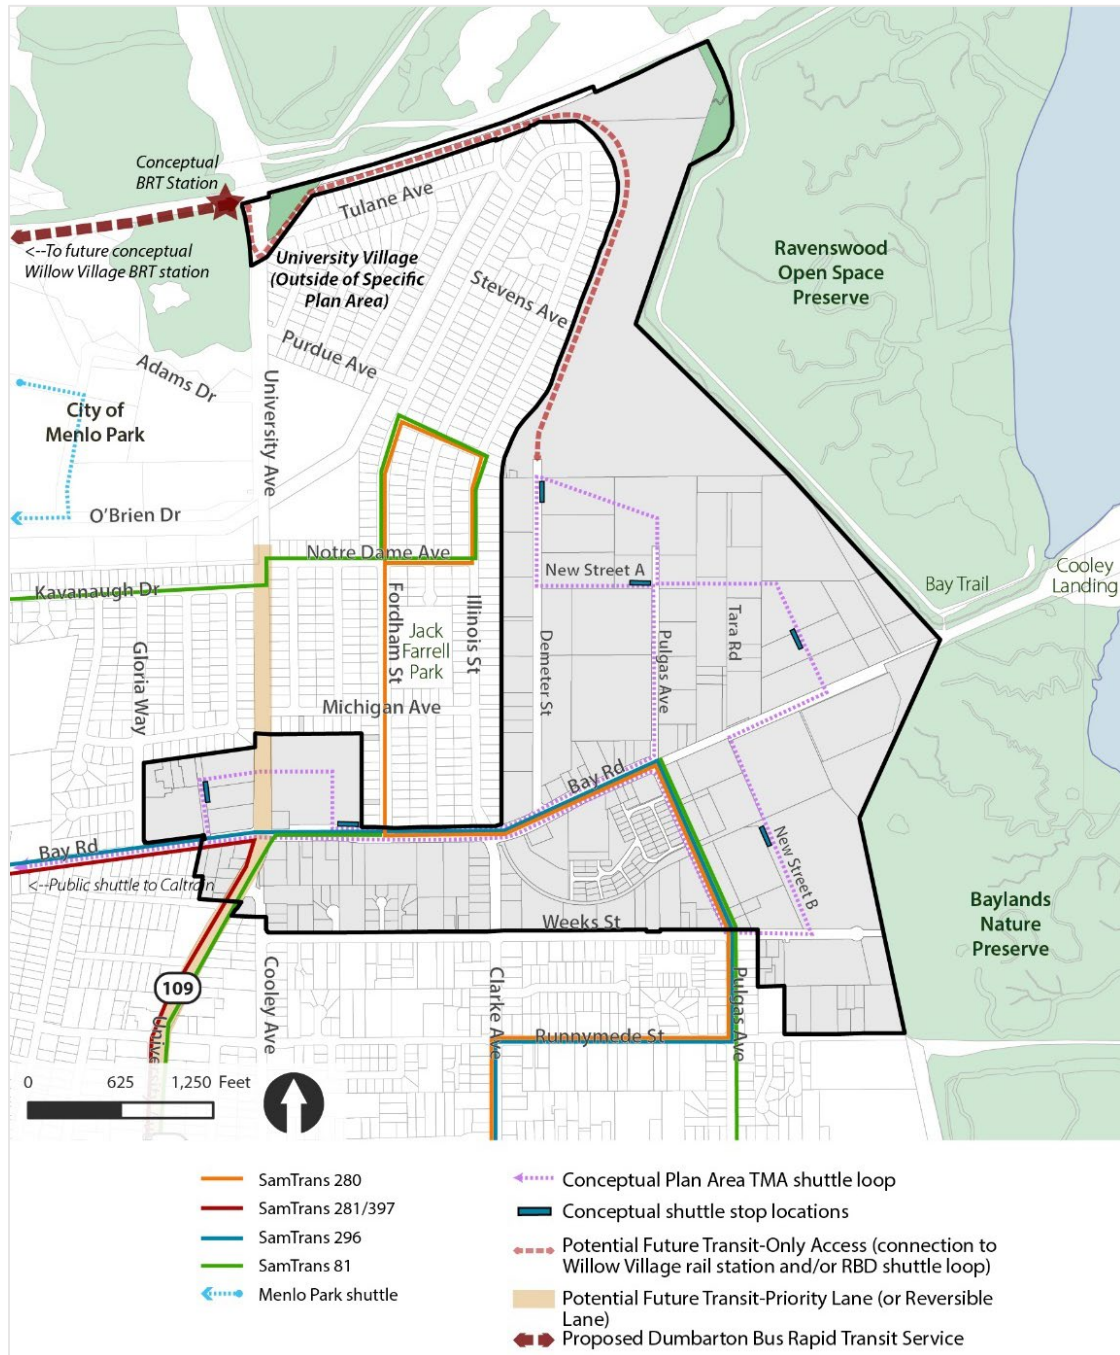 Conceptual
BRT Station
<--To future conceptual
Willow Village BRT station
Tulane Ave
University Village
(Outside of Specific
Plan Area)
Stevens Ave
Purdue Ave
Ravenswood
Open Space
Preserve
Adams Dr
City of
Menlo Park
University Ave
O'Brien Dr
Notre Dame Ave
Kavanaugh Dr
New Street A
Bay Trail
Cooley
Landing
Gloria Way
Fordham St
Jack
Farrell
Park
Illinois St
Demeter St
Pulgas Ave
Tara Rd
Michigan Ave
Bay Rd
Bay Rd
<--Public shuttle to Caltrain
New Street B
Weeks St
Baylands
Nature
Preserve
109
Cooley Ave
Clarke Ave
Pulgas Ave
Runnymede St
0 625 1,250 Feet
SamTrans 280
SamTrans 281/397
SamTrans 296
SamTrans 81
Menlo Park shuttle
Conceptual Plan Area TMA shuttle loop
Conceptual shuttle stop locations
Potential Future Transit-Only Access (connection to
Willow Village rail station and/or RBD shuttle loop)
Potential Future Transit-Priority Lane (or Reversible
Lane)
Proposed Dumbarton Bus Rapid Transit Service